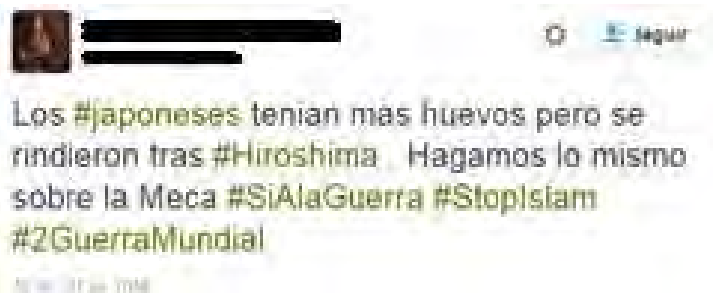 Seguir
Los #japoneses tenian mas huevos pero se
rindieron tras #Hiroshima . Hagamos lo mismo
sobre la Meca #SiAlaGuerra #StopIslam
#2GuerraMundial